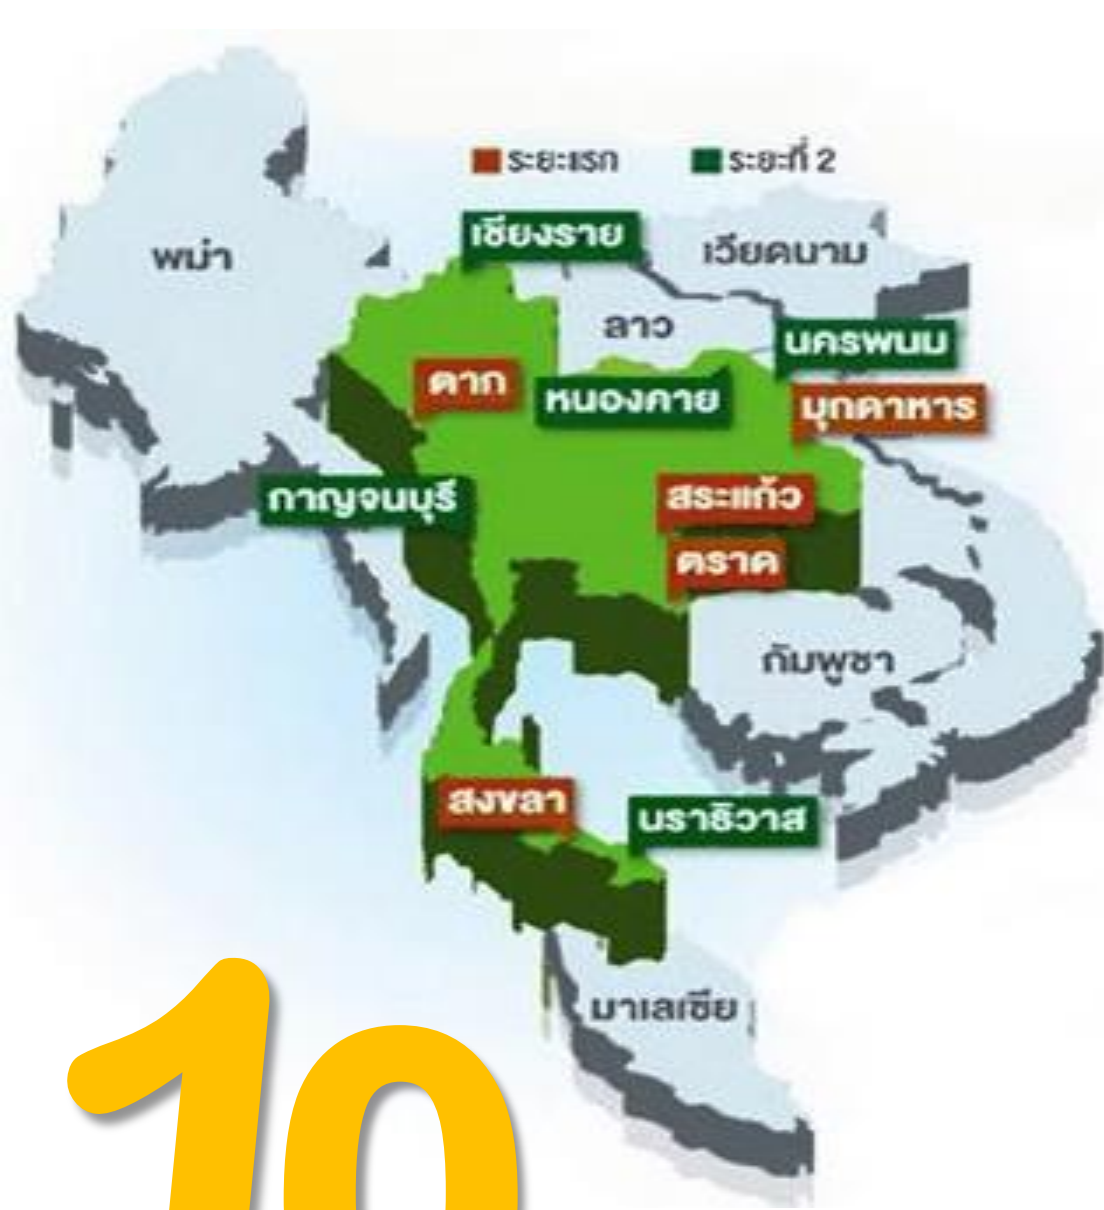 ระยะแรก ระยะที่ 2
เชียงราย
พม่า
เวียดนาม
ลาว
นครพนม
ตาก
หนองคาย
มุกดาหาร
กาญจนบุรี
สระแก้ว
ตราด
กัมพูชา
สงขลา
นราธิวาส
มาเลเซีย
10